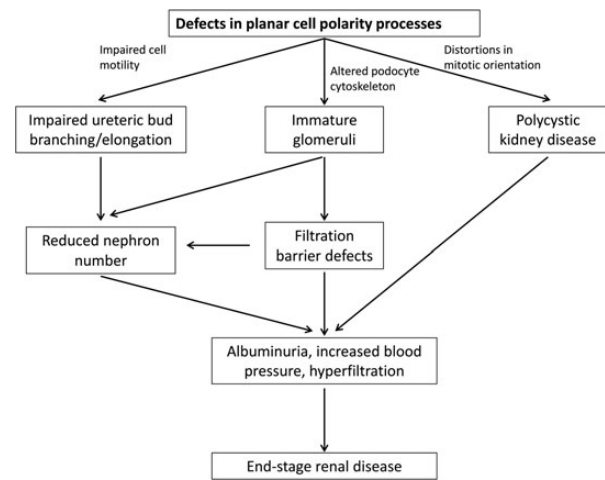 Defects in planar cell polarity processes
Impaired cell
motility
Altered podocyte
cytoskeleton
Distortions in
mitotic orientation
Impaired ureteric bud
branching/elongation
Immature
glomeruli
Polycystic
kidney disease
Reduced nephron
number
Filtration
barrier defects
Albuminuria, increased blood
pressure, hyperfiltration
End-stage renal disease